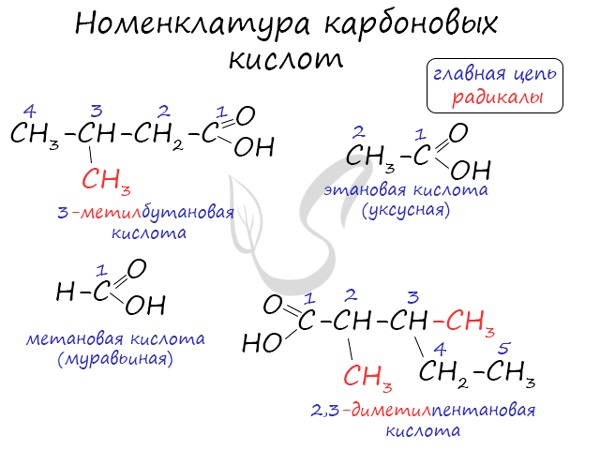 Номенклатура карбоновых
кислот
главная цепь
радикалы
4 3 2 1
CH₃-CH-CH₂-C=O
OH
CH₃
3-метилбутановая
кислота
2 1
CH₃-C=O
OH
этановая кислота
(уксусная)
1
H-C=O
OH
метановая кислота
(муравьиная)
1 2 3
O=C-CH-CH-CH₃
HO
4 5
CH₃ CH₂-CH₃
2,3-диметилпентановая
кислота